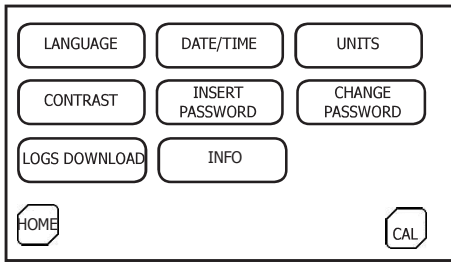 LANGUAGE
DATE/TIME
UNITS
CONTRAST
INSERT
PASSWORD
CHANGE
PASSWORD
LOGS DOWNLOAD
INFO
HOME
CAL